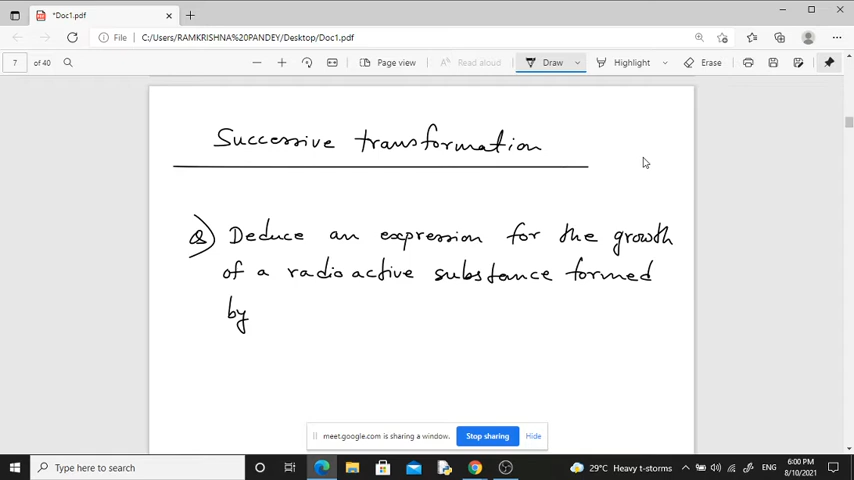 *Doc1.pdf
File
C:/Users/RAMKRISHNA%20PANDEY/Desktop/Doc1.pdf
7 of 40
Page view
Read aloud
Draw
Highlight
Erase
Successive transformation
Q) Deduce an expression for the growth
of a radioactive substance formed
by
meet.google.com is sharing a window.
Stop sharing
Hide
Type here to search
29°C Heavy t-storms
ENG
6:00 PM
8/10/2021